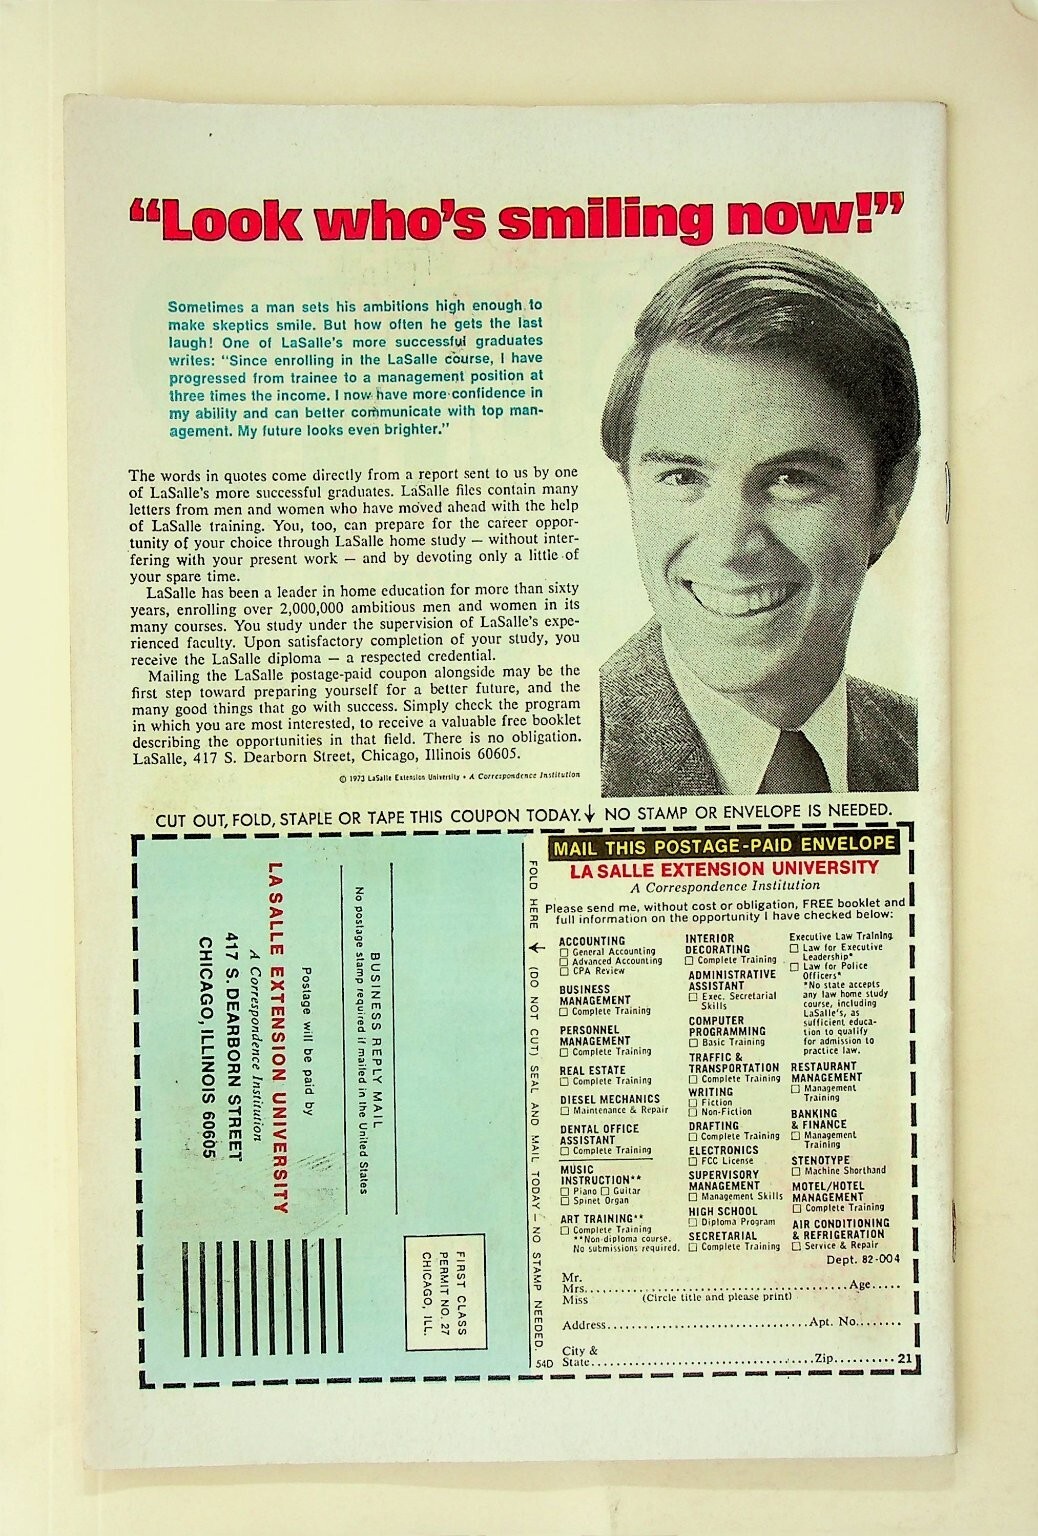 “Look who's smiling now!”
Sometimes a man sets his ambitions high enough to
make skeptics smile. But how often he gets the last
laugh! One of LaSalle's more successful graduates
writes: “Since enrolling in the LaSalle course, I have
progressed from trainee to a management position at
three times the income. I now have more confidence in
my ability and can better communicate with top man-
agement. My future looks even brighter.”
The words in quotes come directly from a report sent to us by one
of LaSalle's more successful graduates. LaSalle files contain many
letters from men and women who have moved ahead with the help
of LaSalle training. You, too, can prepare for the career oppor-
tunity of your choice through LaSalle home study — without inter-
fering with your present work — and by devoting only a little of
your spare time.
LaSalle has been a leader in home education for more than sixty
years, enrolling over 2,000,000 ambitious men and women in its
many courses. You study under the supervision of LaSalle's expe-
rienced faculty. Upon satisfactory completion of your study, you
receive the LaSalle diploma — a respected credential.
Mailing the LaSalle postage-paid coupon alongside may be the
first step toward preparing yourself for a better future, and the
many good things that go with success. Simply check the program
in which you are most interested, to receive a valuable free booklet
describing the opportunities in that field. There is no obligation.
LaSalle, 417 S. Dearborn Street, Chicago, Illinois 60605.
© 1973 LaSalle Extension University • A Correspondence Institution
CUT OUT, FOLD, STAPLE OR TAPE THIS COUPON TODAY. ↓ NO STAMP OR ENVELOPE IS NEEDED.
FIRST CLASS
PERMIT NO. 27
CHICAGO, ILL.
BUSINESS REPLY MAIL
No postage stamp required if mailed in the United States
Postage will be paid by
LA SALLE EXTENSION UNIVERSITY
A Correspondence Institution
417 S. DEARBORN STREET
CHICAGO, ILLINOIS 60605
FOLD HERE ↓ (DO NOT CUT) SEAL AND MAIL TODAY — NO STAMP NEEDED.
54D
MAIL THIS POSTAGE-PAID ENVELOPE
LA SALLE EXTENSION UNIVERSITY
A Correspondence Institution
Please send me, without cost or obligation, FREE booklet and
full information on the opportunity I have checked below:
ACCOUNTING
☐ General Accounting
☐ Advanced Accounting
☐ CPA Review
BUSINESS
MANAGEMENT
☐ Complete Training
PERSONNEL
MANAGEMENT
☐ Complete Training
REAL ESTATE
☐ Complete Training
DIESEL MECHANICS
☐ Maintenance & Repair
DENTAL OFFICE
ASSISTANT
☐ Complete Training
MUSIC
INSTRUCTION**
☐ Piano ☐ Guitar
☐ Spinet Organ
ART TRAINING**
☐ Complete Training
**Non-diploma course.
No submissions required.
INTERIOR
DECORATING
☐ Complete Training
ADMINISTRATIVE
ASSISTANT
☐ Exec. Secretarial
Skills
COMPUTER
PROGRAMMING
☐ Basic Training
TRAFFIC &
TRANSPORTATION
☐ Complete Training
WRITING
☐ Fiction
☐ Non-Fiction
DRAFTING
☐ Complete Training
ELECTRONICS
☐ FCC License
SUPERVISORY
MANAGEMENT
☐ Management Skills
HIGH SCHOOL
☐ Diploma Program
SECRETARIAL
☐ Complete Training
Executive Law Training
☐ Law for Executive
Leadership*
☐ Law for Police
Officers*
*No state accepts
any law home study
course, including
LaSalle's, as
sufficient educa-
tion to qualify
for admission to
practice law.
RESTAURANT
MANAGEMENT
☐ Management
Training
BANKING
& FINANCE
☐ Management
Training
STENOTYPE
☐ Machine Shorthand
MOTEL/HOTEL
MANAGEMENT
☐ Complete Training
AIR CONDITIONING
& REFRIGERATION
☐ Service & Repair
Dept. 82-004
Mr.
Mrs. Age
Miss (Circle title and please print)
Address Apt. No.
City &
State Zip 21